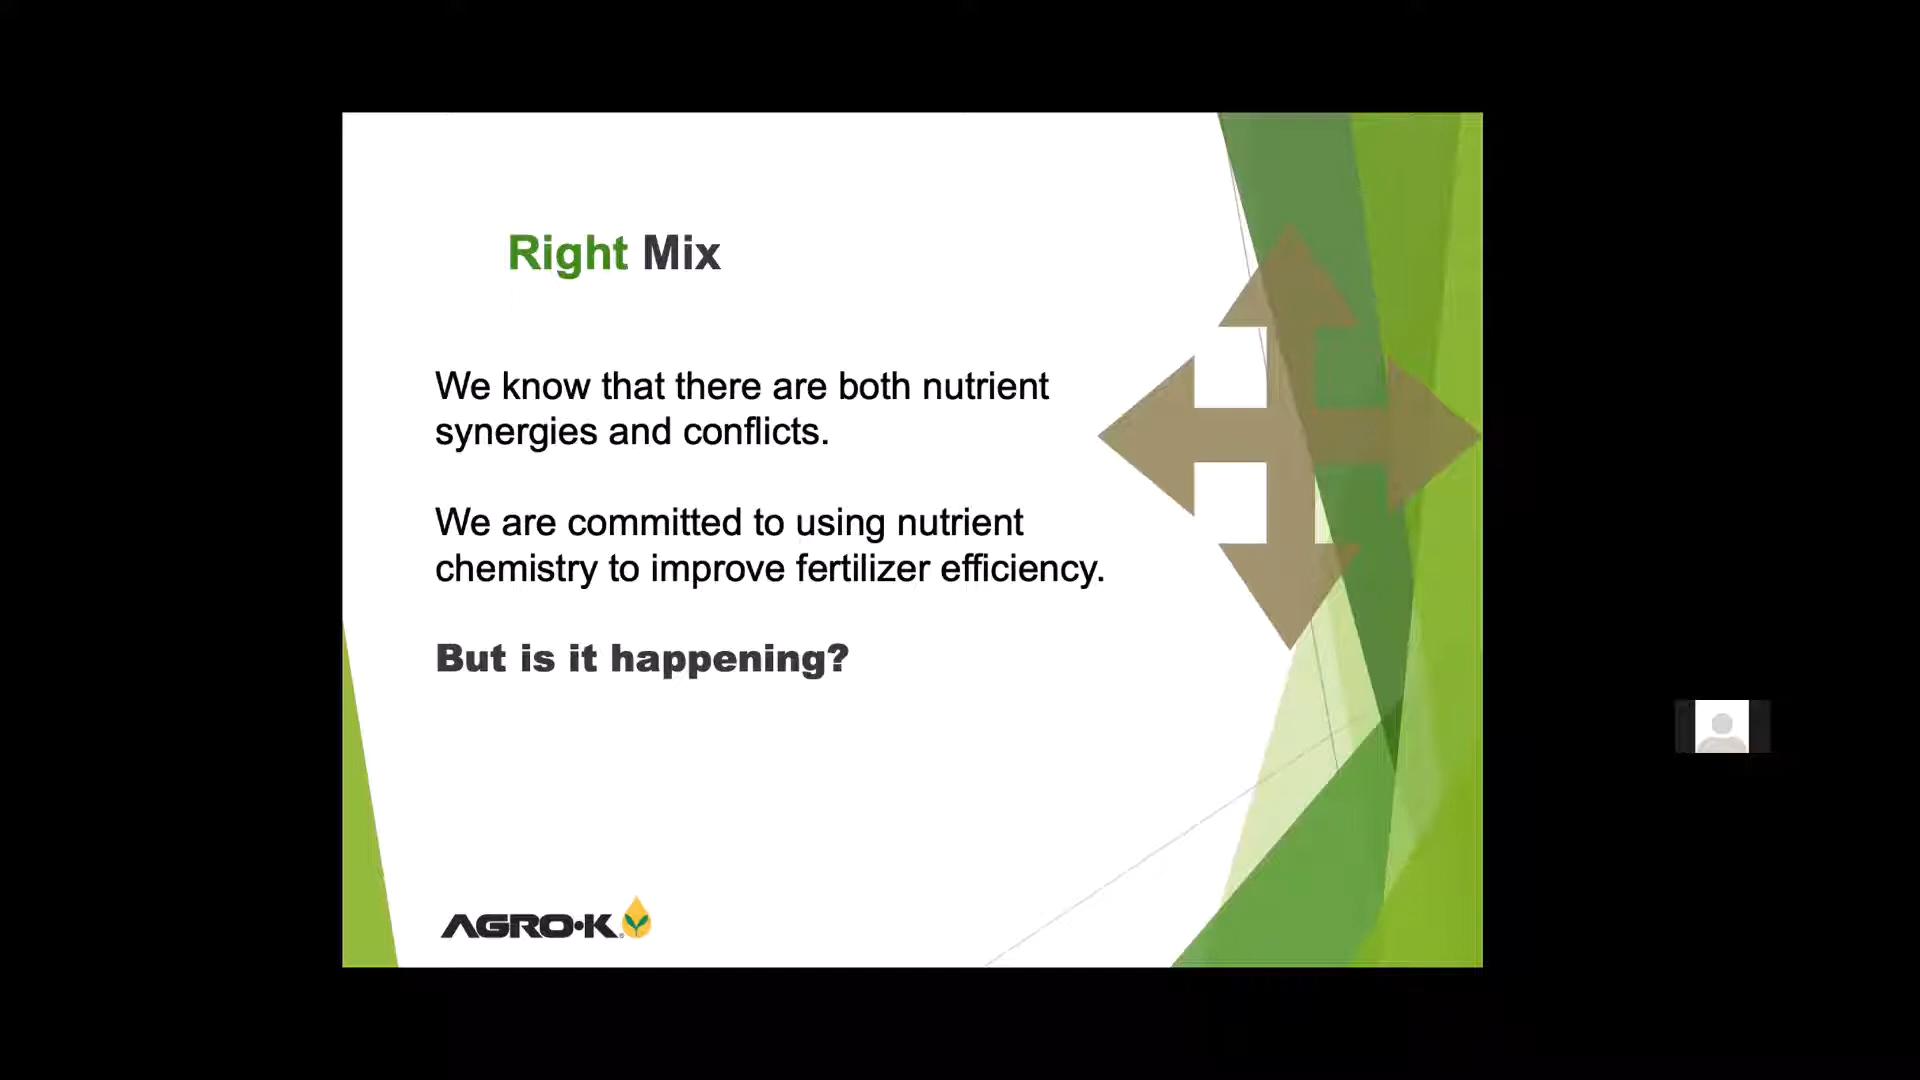 Right Mix
We know that there are both nutrient
synergies and conflicts.
We are committed to using nutrient
chemistry to improve fertilizer efficiency.
But is it happening?
AGRO•K®